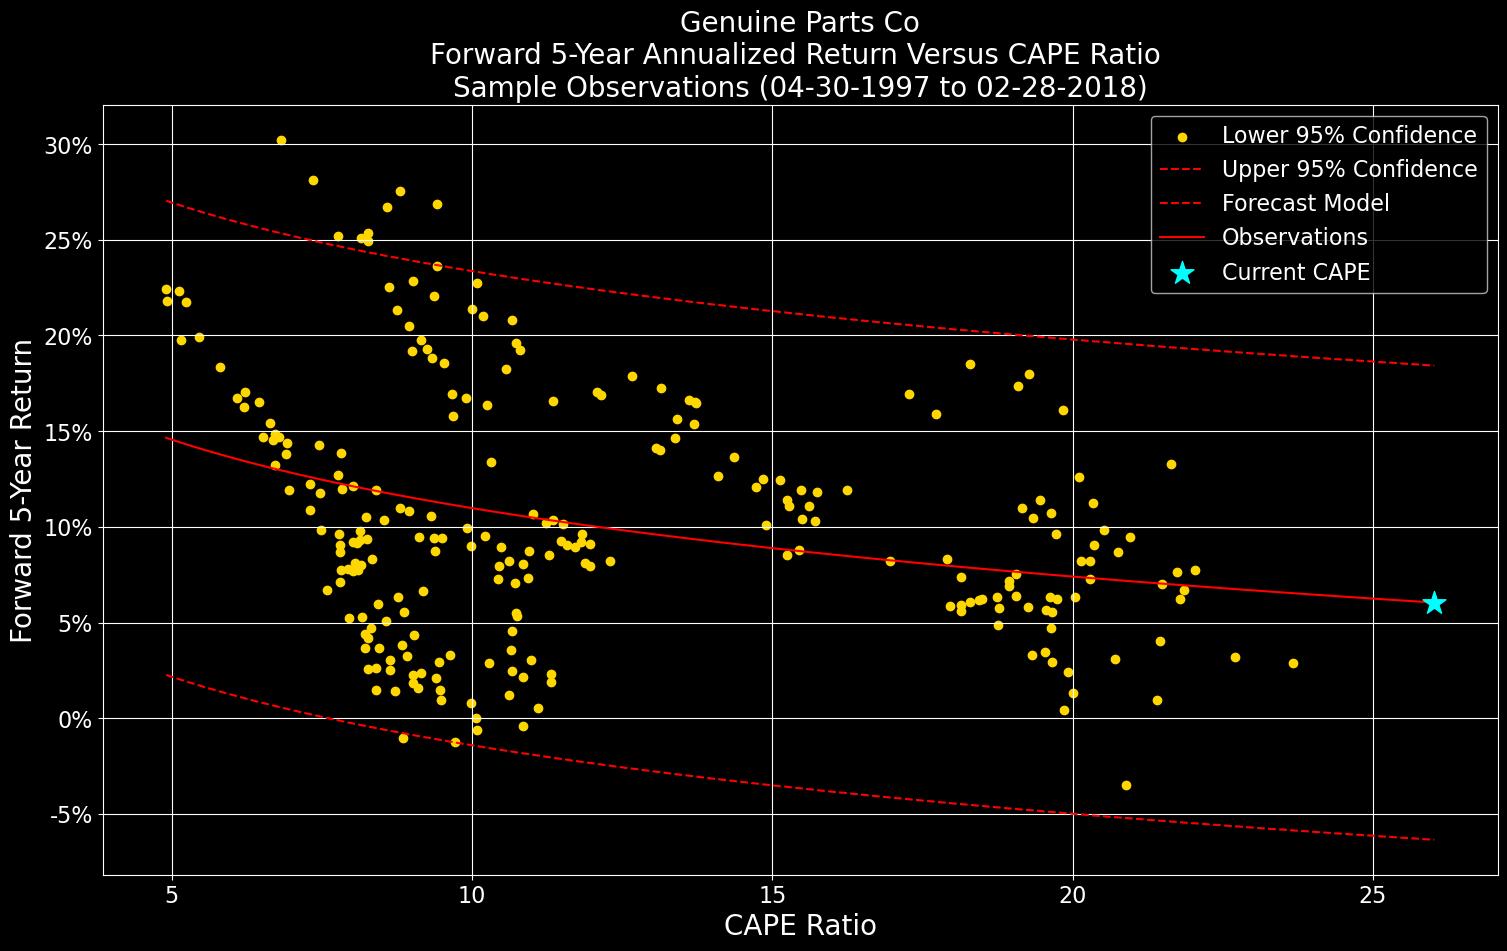 Genuine Parts Co
Forward 5-Year Annualized Return Versus CAPE Ratio
Sample Observations (04-30-1997 to 02-28-2018)
Lower 95% Confidence
Upper 95% Confidence
Forecast Model
Observations
Current CAPE
Forward 5-Year Return
30%
25%
20%
15%
10%
5%
0%
-5%
5
10
15
20
25
CAPE Ratio